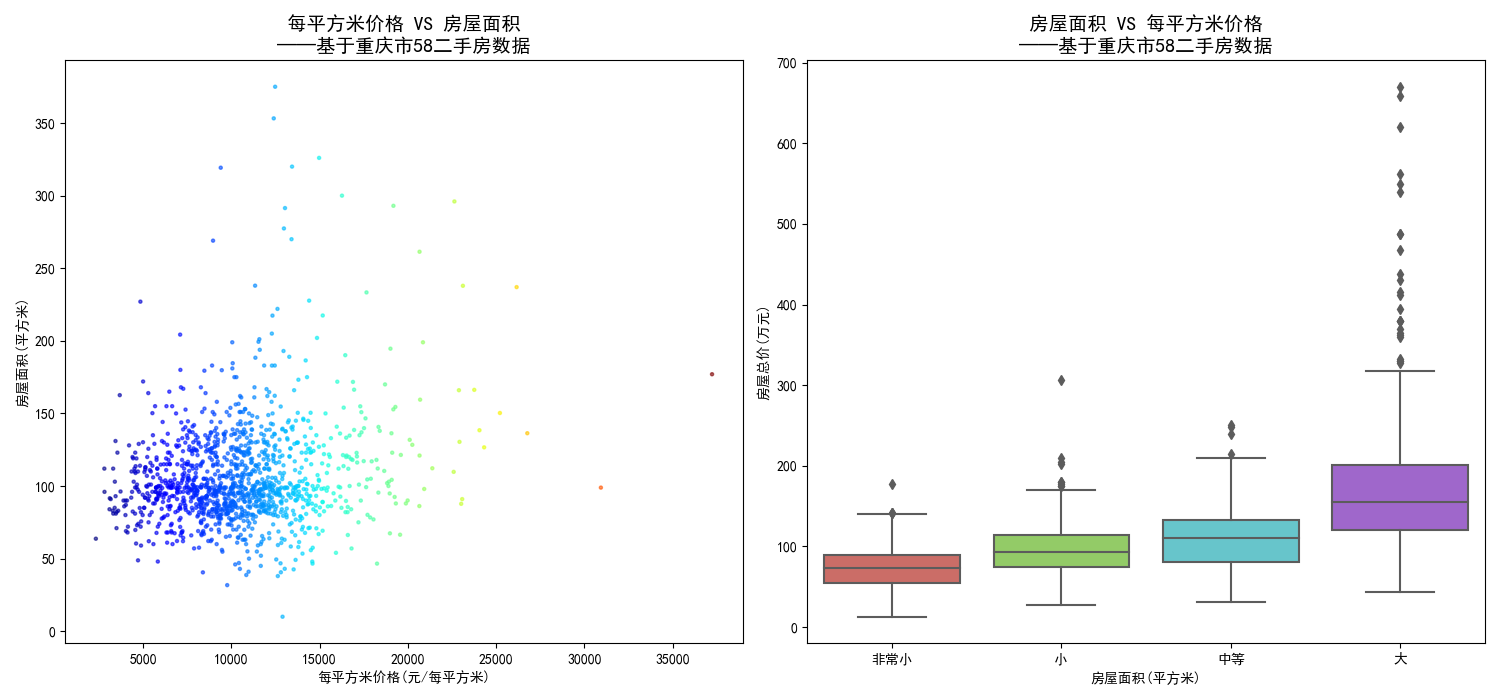 每平方米价格 VS 房屋面积
——基于重庆市58二手房数据
350
300
250
200
150
100
50
0
房屋面积(平方米)
5000 10000 15000 20000 25000 30000 35000
每平方米价格(元/每平方米)
房屋面积 VS 每平方米价格
——基于重庆市58二手房数据
700
600
500
400
300
200
100
0
房屋总价(万元)
非常小 小 中等 大
房屋面积(平方米)